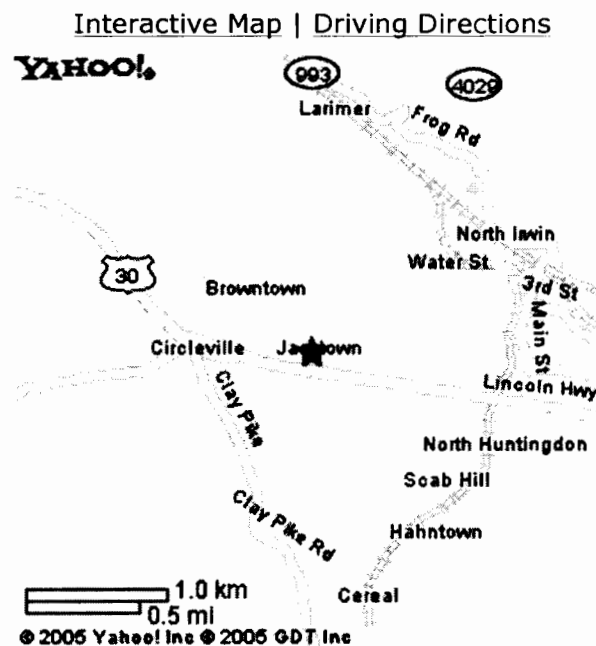 Interactive Map | Driving Directions
YAHOO!
993
4029
Larimer
Frog Rd
North Irwin
Water St
3rd St
30
Browntown
Main St
Circleville
Lincoln Hwy
Clay Pike
North Huntingdon
Scab Hill
Clay Pike Rd
Hahntown
Cereal
1.0 km
0.5 mi
© 2005 Yahoo! Inc © 2005 GDT Inc